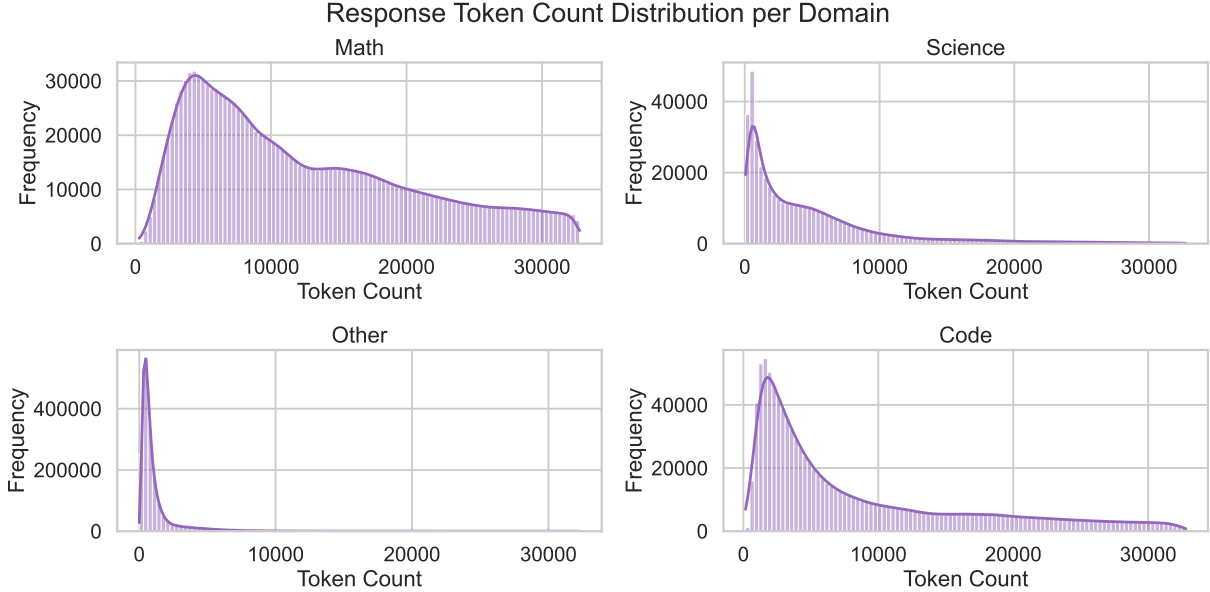 Response Token Count Distribution per Domain
Math
Frequency
30000
20000
10000
0
0 10000 20000 30000
Token Count
Science
Frequency
40000
20000
0
0 10000 20000 30000
Token Count
Other
Frequency
400000
200000
0
0 10000 20000 30000
Token Count
Code
Frequency
40000
20000
0
0 10000 20000 30000
Token Count